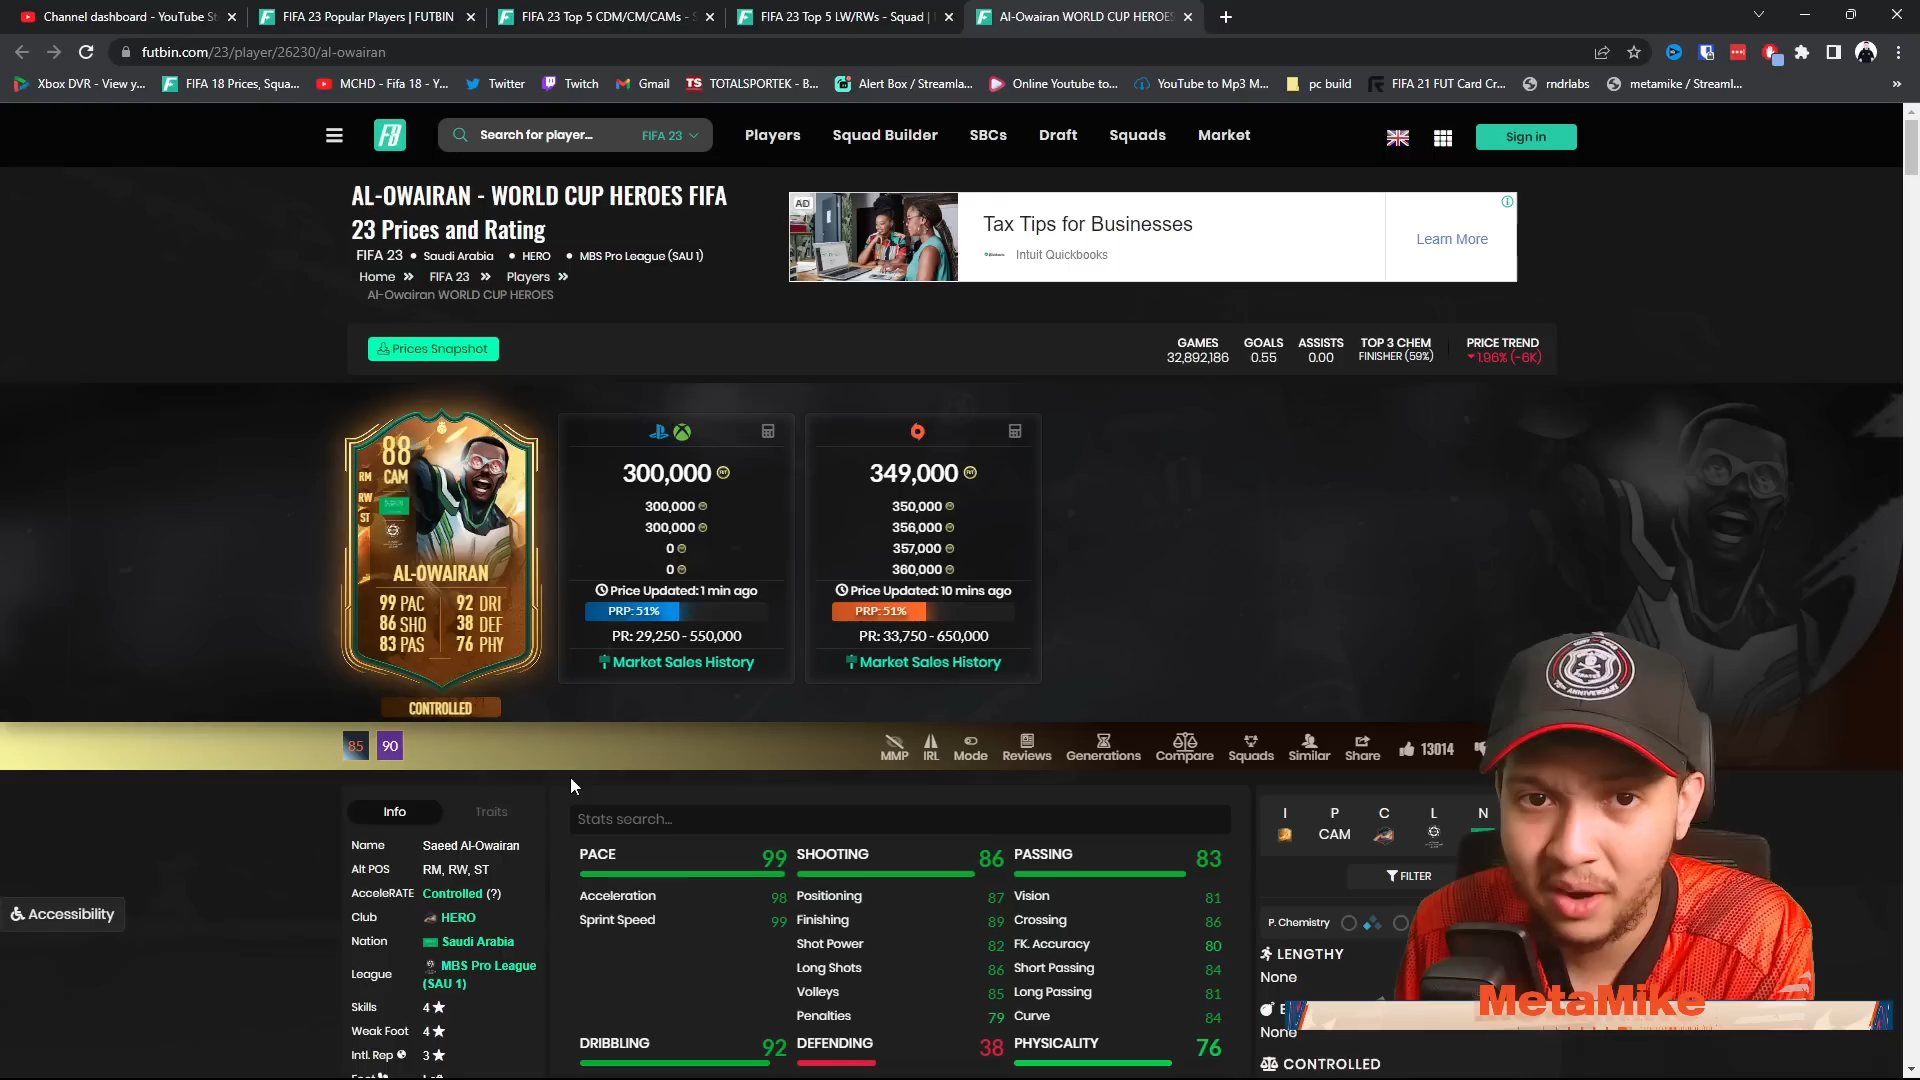 Channel dashboard - YouTube St
FIFA 23 Popular Players | FUTBIN
FIFA 23 Top 5 CDM/CM/CAMs - S
FIFA 23 Top 5 LW/RWs - Squad |
Al-Owairan WORLD CUP HEROES
futbin.com/23/player/26230/al-owairan
Xbox DVR - View y...
FIFA 18 Prices, Squa...
MCHD - Fifa 18 - Y...
Twitter
Twitch
Gmail
TS TOTALSPORTEK - B...
Alert Box / Streamla...
Online Youtube to...
YouTube to Mp3 M...
pc build
FIFA 21 FUT Card Cr...
rndrlabs
metamike / Streaml...
FB
Search for player...
FIFA 23
Players
Squad Builder
SBCs
Draft
Squads
Market
Sign in
AL-OWAIRAN - WORLD CUP HEROES FIFA
23 Prices and Rating
FIFA 23 • Saudi Arabia • HERO • MBS Pro League (SAU 1)
Home » FIFA 23 » Players »
Al-Owairan WORLD CUP HEROES
AD
Tax Tips for Businesses
Intuit Quickbooks
Learn More
Prices Snapshot
GAMES GOALS ASSISTS TOP 3 CHEM PRICE TREND
32,892,186 0.55 0.00 FINISHER (59%) 1.96% (-6K)
88
CAM
RM
RW
ST
AL-OWAIRAN
99 PAC 92 DRI
86 SHO 38 DEF
83 PAS 76 PHY
CONTROLLED
300,000
300,000
300,000
0
0
Price Updated: 1 min ago
PRP: 51%
PR: 29,250 - 550,000
Market Sales History
349,000
350,000
356,000
357,000
360,000
Price Updated: 10 mins ago
PRP: 51%
PR: 33,750 - 650,000
Market Sales History
85 90
MMP IRL Mode Reviews Generations Compare Squads Similar Share 13014
Info Traits
Name Saeed Al-Owairan
Alt POS RM, RW, ST
AcceleRATE Controlled (?)
Club HERO
Nation Saudi Arabia
League MBS Pro League
(SAU 1)
Skills 4
Weak Foot 4
Intl. Rep 3
Accessibility
Stats search...
PACE 99
Acceleration 98
Sprint Speed 99
SHOOTING 86
Positioning 87
Finishing 89
Shot Power 82
Long Shots 86
Volleys 85
Penalties 79
PASSING 83
Vision 81
Crossing 86
FK. Accuracy 80
Short Passing 84
Long Passing 81
Curve 84
DRIBBLING 92
DEFENDING 38
PHYSICALITY 76
I P C L N
CAM
FILTER
P. Chemistry
LENGTHY
None
None
CONTROLLED
MetaMike